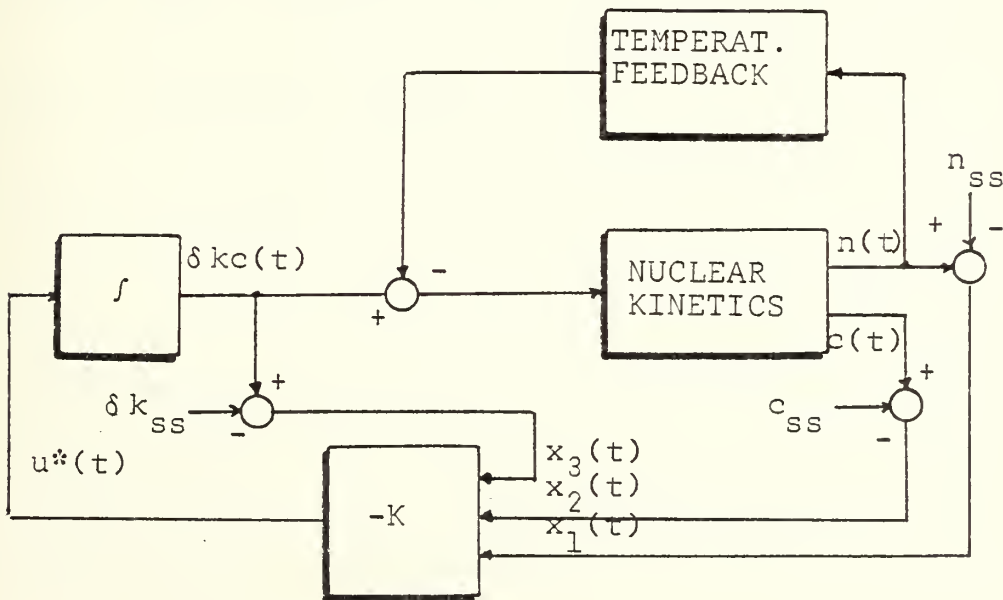 TEMPERAT.
FEEDBACK
-
n_ss
+
-
δkc(t)
∫
n(t)
-
+
NUCLEAR
KINETICS
c(t)
+
+
δk_ss
-
c_ss
-
u*(t)
x_3(t)
x_2(t)
-K
x_1(t)